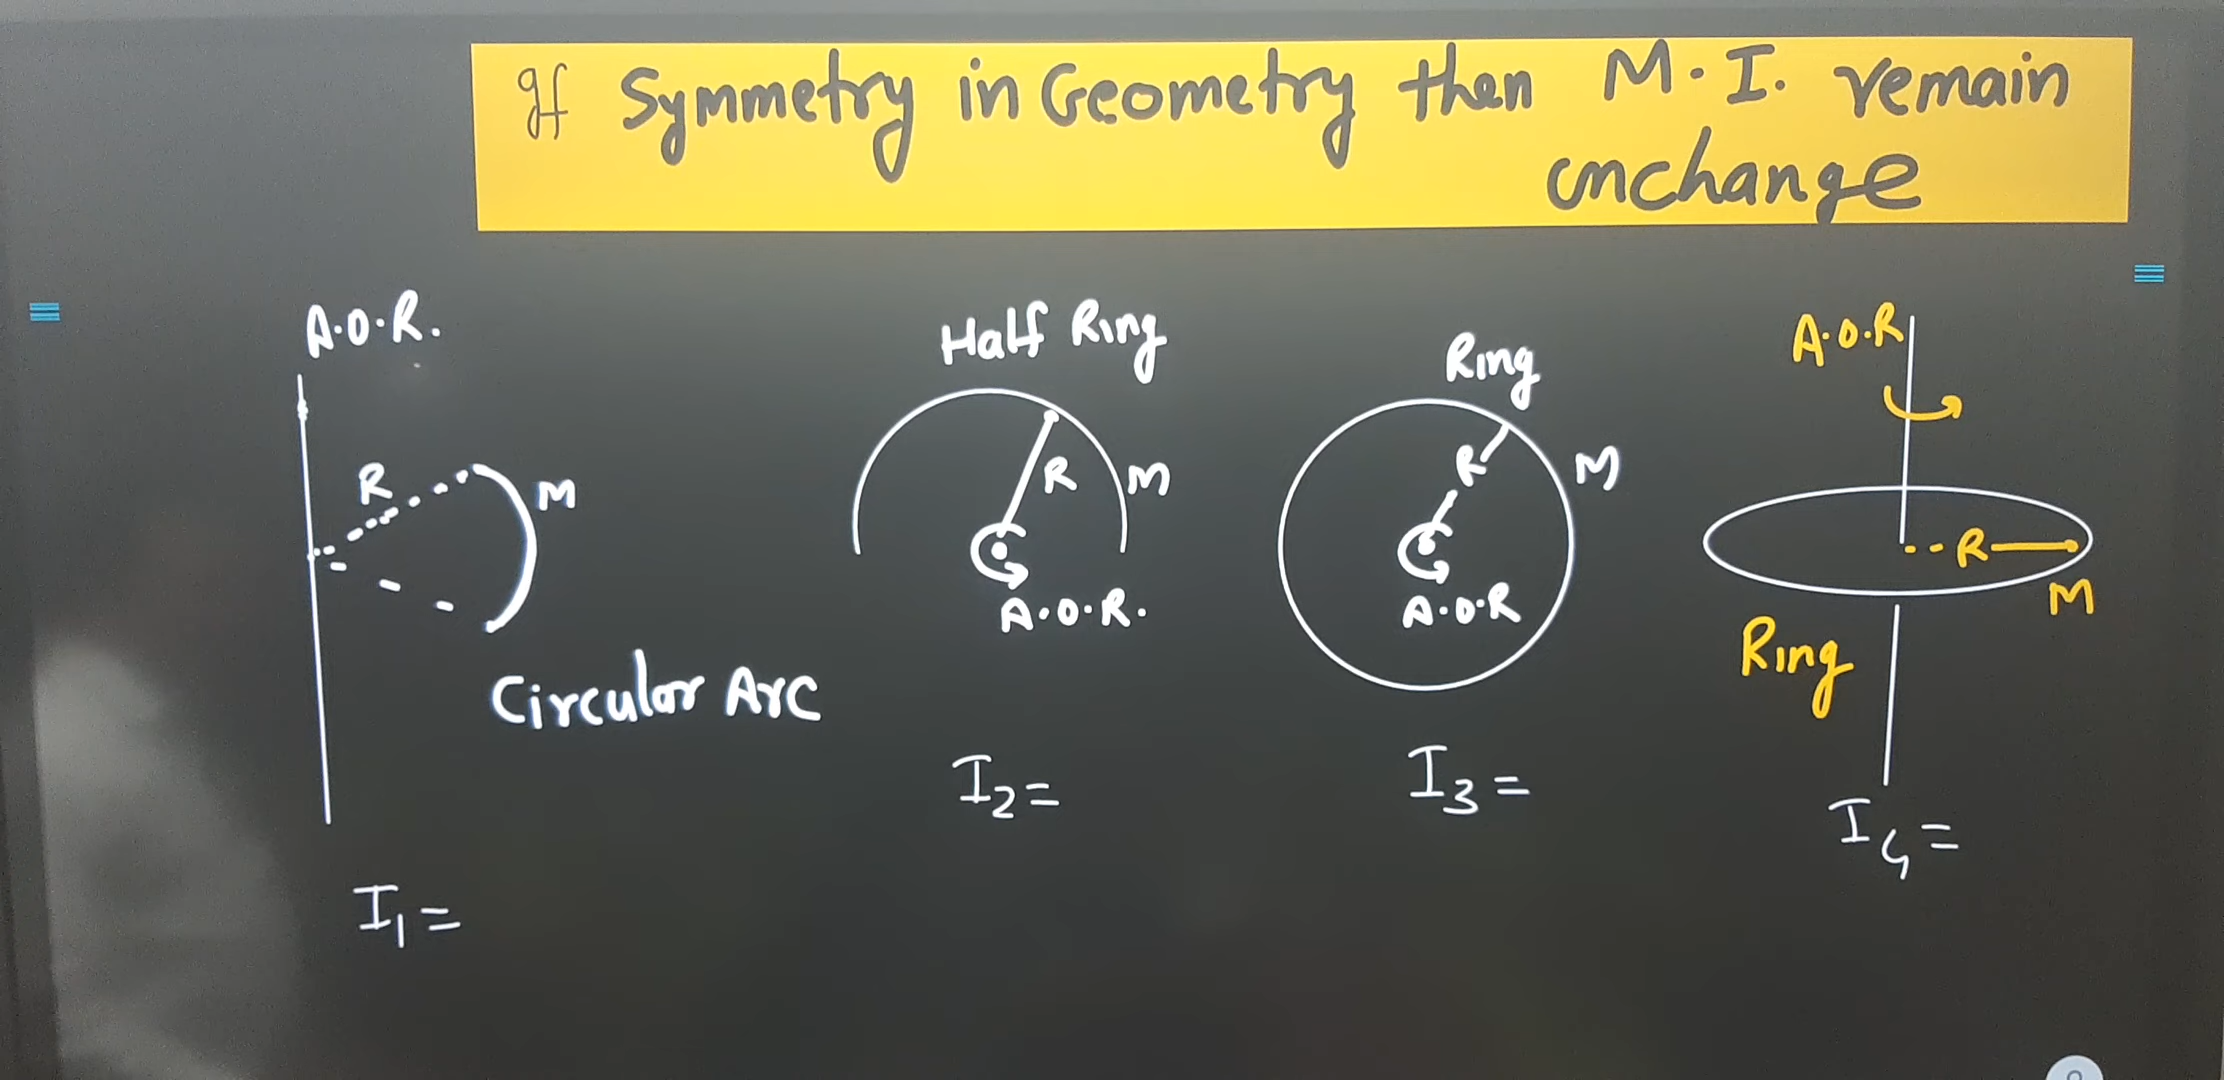 If Symmetry in Geometry then M.I. remain
unchange
A.O.R.
R
M
Circular Arc
I1=
Half Ring
R
M
A.O.R.
I2=
Ring
R
M
A.O.R
I3=
A.O.R
R
M
Ring
I4=